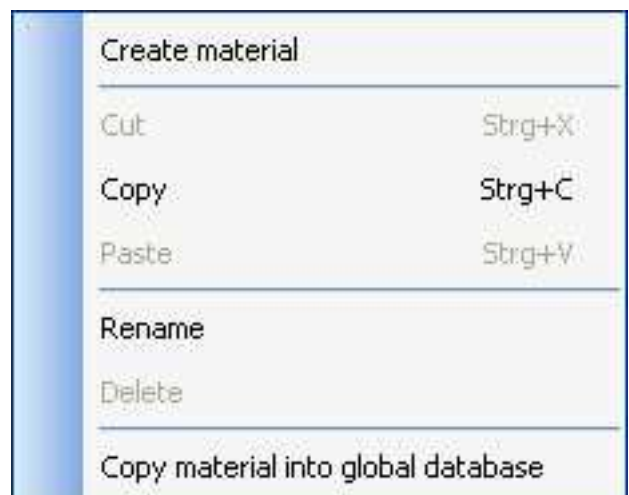 Create material
Cut Strg+X
Copy Strg+C
Paste Strg+V
Rename
Delete
Copy material into global database